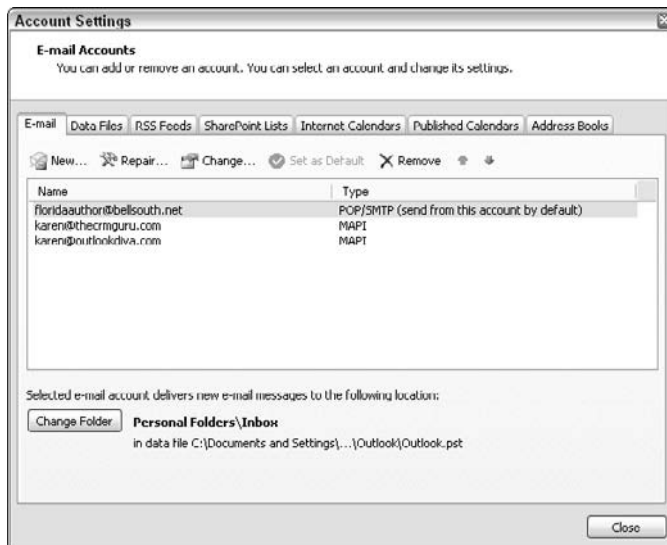 Account Settings
E-mail Accounts
You can add or remove an account. You can select an account and change its settings.
E-mail Data Files RSS Feeds SharePoint Lists Internet Calendars Published Calendars Address Books
New... Repair... Change... Set as Default Remove
Name Type
floridaauthor@bellsouth.net POP/SMTP (send from this account by default)
karen@thecrmguru.com MAPI
karen@outlookdiva.com MAPI
Selected e-mail account delivers new e-mail messages to the following location:
Change Folder Personal Folders\Inbox
in data file C:\Documents and Settings\...\Outlook\Outlook.pst
Close